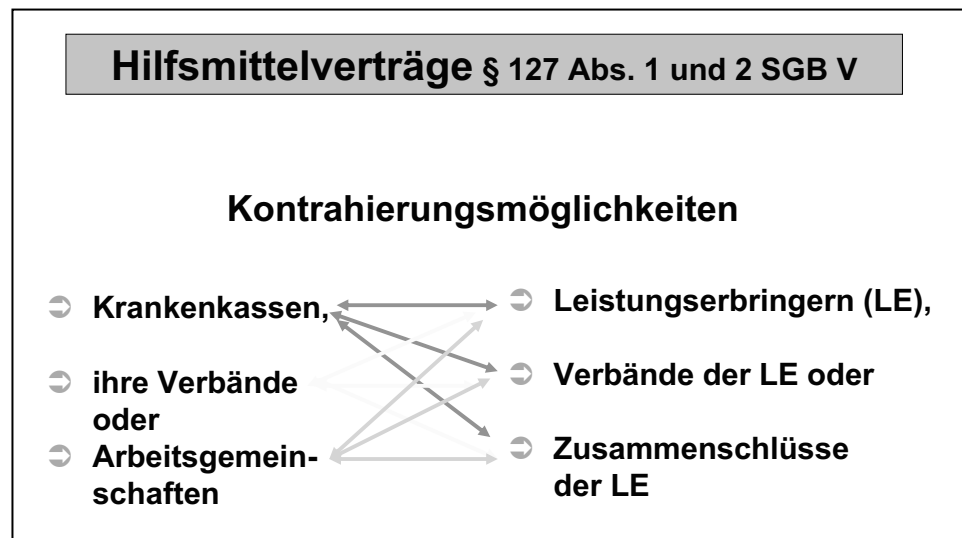 Hilfsmittelverträge § 127 Abs. 1 und 2 SGB V
Kontrahierungsmöglichkeiten
Krankenkassen,
ihre Verbände
oder
Arbeitsgemein-
schaften
Leistungserbringern (LE),
Verbände der LE oder
Zusammenschlüsse
der LE